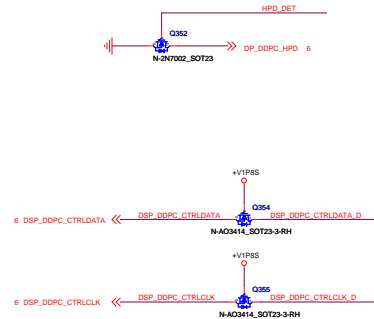 HPD_DET
Q352
DP_DDPC_HPD 6
N-2N7002_SOT23
+V1P8S
Q354
DSP_DDPC_CTRLDATA DSP_DDPC_CTRLDATA_D
6 DSP_DDPC_CTRLDATA
N-AO3414_SOT23-3-RH
+V1P8S
Q355
DSP_DDPC_CTRLCLK DSP_DDPC_CTRLCLK_D
6 DSP_DDPC_CTRLCLK
N-AO3414_SOT23-3-RH